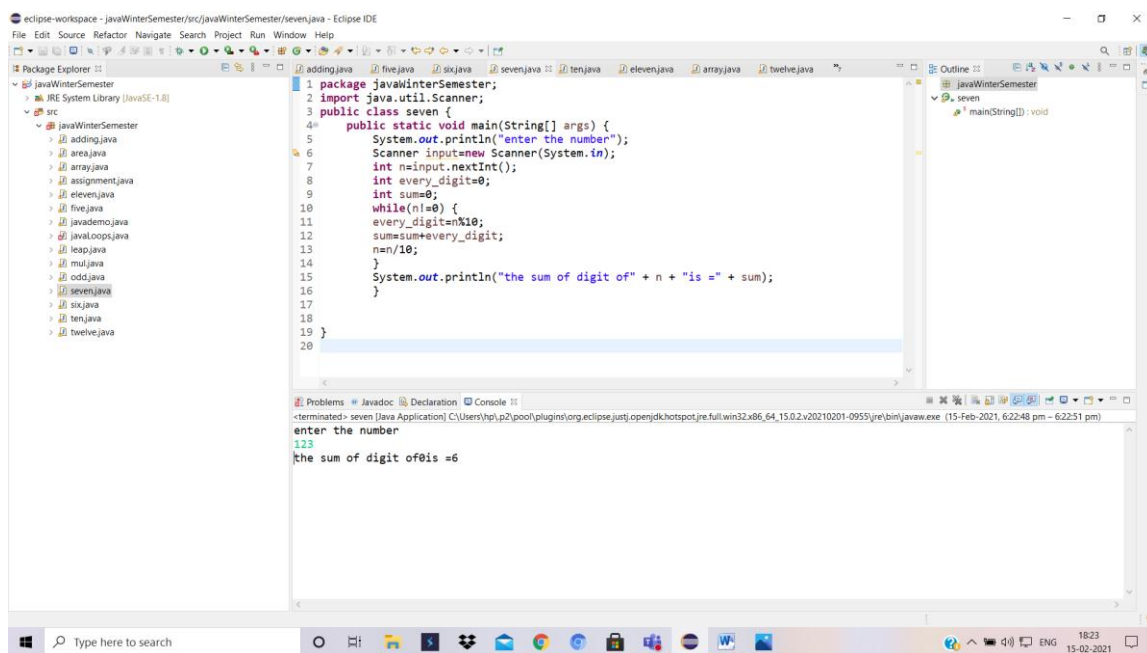 eclipse-workspace - javaWinterSemester/src/javaWinterSemester/seven.java - Eclipse IDE
File Edit Source Refactor Navigate Search Project Run Window Help
Package Explorer
javaWinterSemester
JRE System Library [JavaSE-1.8]
src
javaWinterSemester
adding.java
area.java
array.java
assignment.java
eleven.java
five.java
javademo.java
javaLoops.java
leap.java
mul.java
odd.java
seven.java
six.java
ten.java
twelve.java
adding.java five.java six.java seven.java ten.java eleven.java array.java twelve.java
1 package javaWinterSemester;
2 import java.util.Scanner;
3 public class seven {
4 public static void main(String[] args) {
5 System.out.println("enter the number");
6 Scanner input=new Scanner(System.in);
7 int n=input.nextInt();
8 int every_digit=0;
9 int sum=0;
10 while(n!=0) {
11 every_digit=n%10;
12 sum=sum+every_digit;
13 n=n/10;
14 }
15 System.out.println("the sum of digit of" + n + "is =" + sum);
16 }
17
18
19 }
20
Outline
javaWinterSemester
seven
main(String[]) : void
Problems Javadoc Declaration Console
<terminated> seven [Java Application] C:\Users\hp\.p2\pool\plugins\org.eclipse.justj.openjdk.hotspot.jre.full.win32.x86_64_15.0.2.v20210201-0955\jre\bin\javaw.exe (15-Feb-2021, 6:22:48 pm – 6:22:51 pm)
enter the number
123
the sum of digit of0is =6
Type here to search
ENG
18:23
15-02-2021